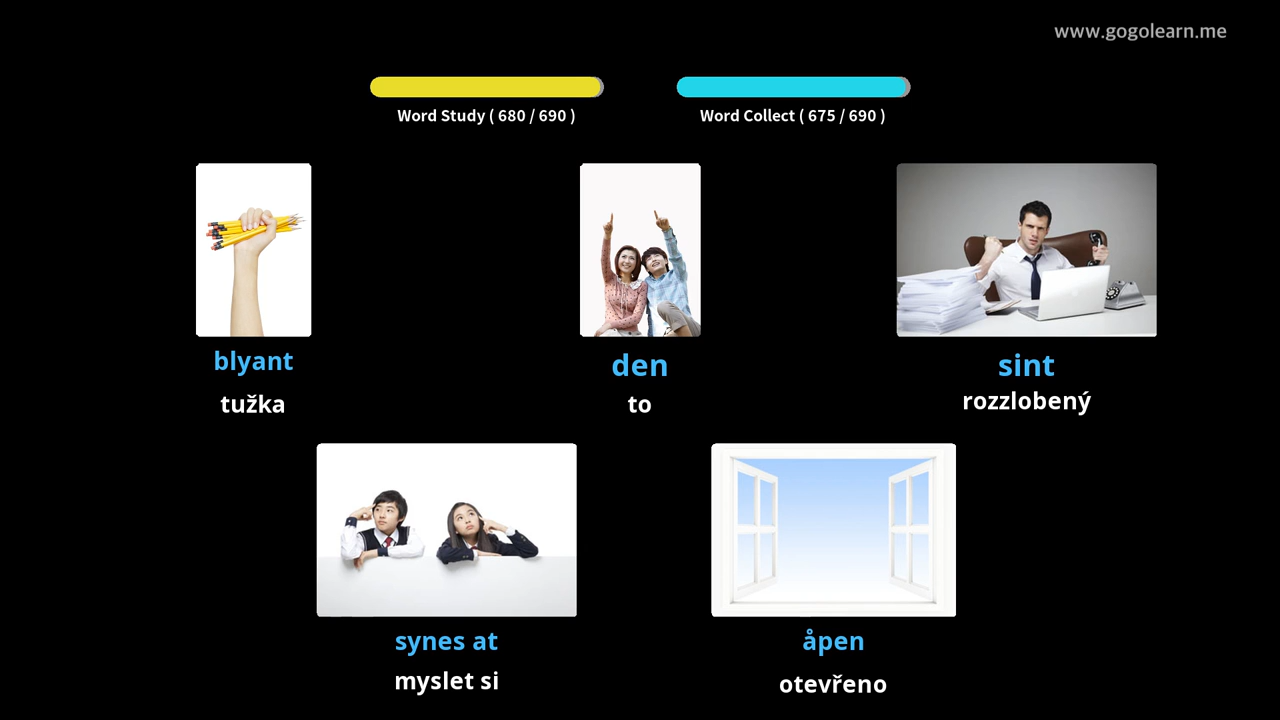 www.gogolearn.me
Word Study ( 680 / 690 )
Word Collect ( 675 / 690 )
blyant
tužka
den
to
sint
rozzlobený
synes at
myslet si
åpen
otevřeno